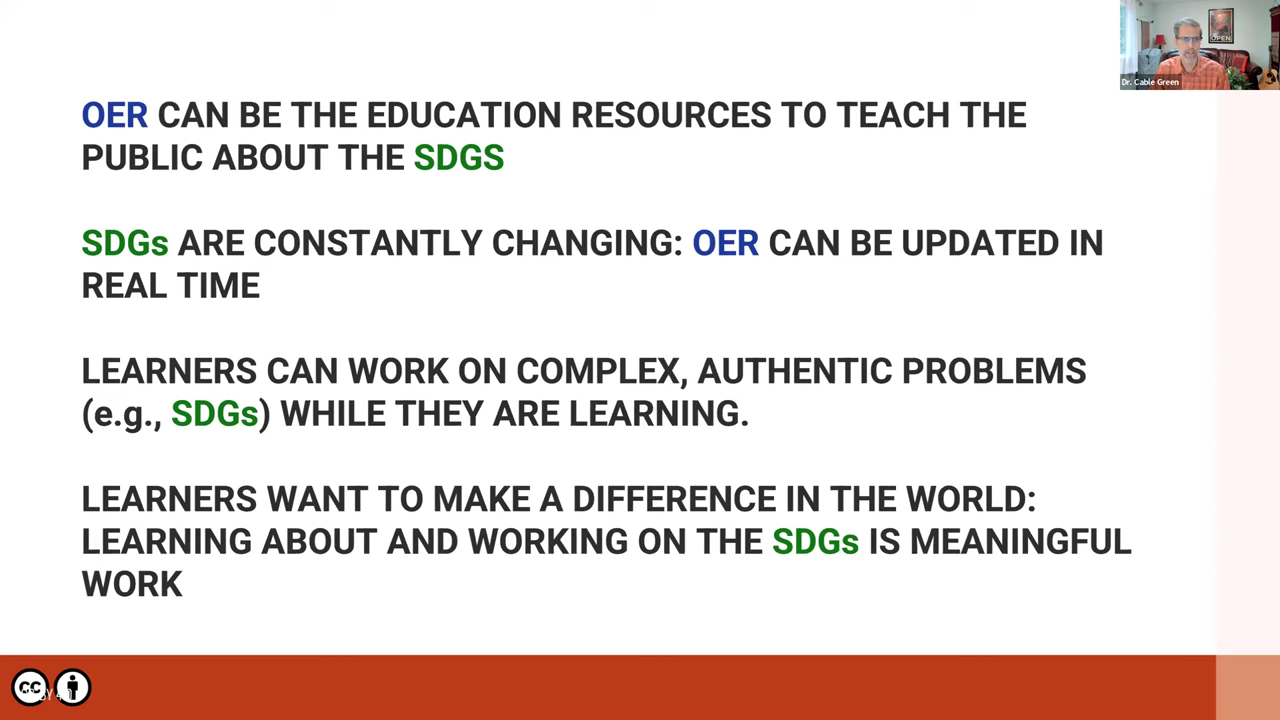 OPEN
Dr. Cable Green
OER CAN BE THE EDUCATION RESOURCES TO TEACH THE
PUBLIC ABOUT THE SDGS
SDGs ARE CONSTANTLY CHANGING: OER CAN BE UPDATED IN
REAL TIME
LEARNERS CAN WORK ON COMPLEX, AUTHENTIC PROBLEMS
(e.g., SDGs) WHILE THEY ARE LEARNING.
LEARNERS WANT TO MAKE A DIFFERENCE IN THE WORLD:
LEARNING ABOUT AND WORKING ON THE SDGs IS MEANINGFUL
WORK
cc